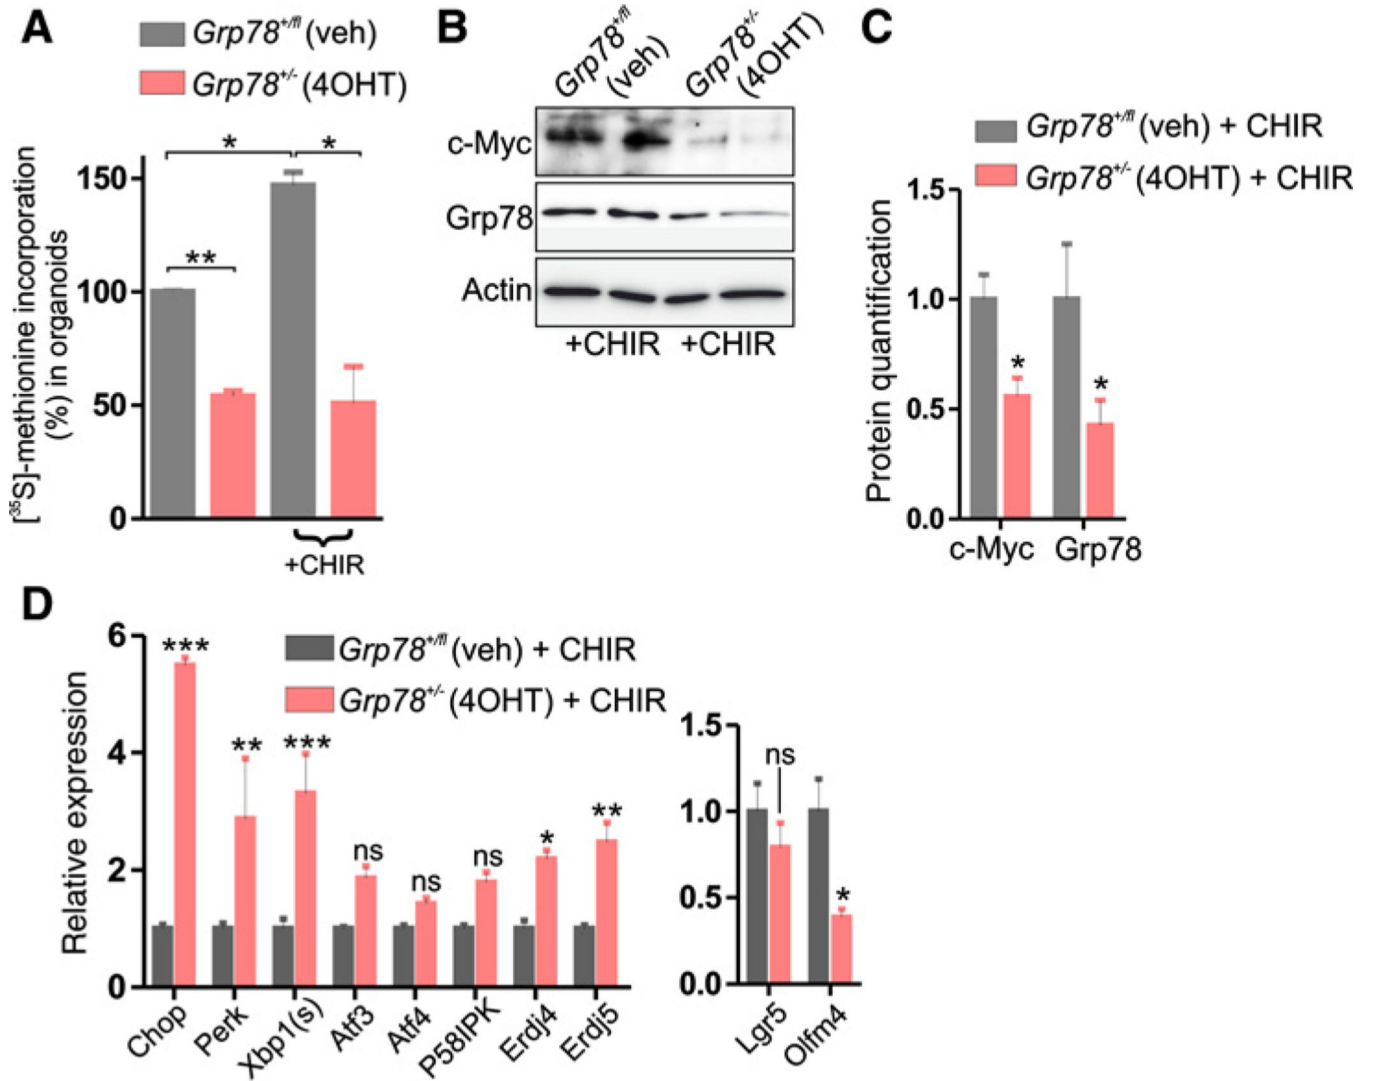 A
Grp78+/fl (veh)
Grp78+/- (4OHT)
[35S]-methionine incorporation
(%) in organoids
150
100
50
0
*
*
**
+CHIR
B
Grp78+/fl
(veh)
Grp78+/-
(4OHT)
c-Myc
Grp78
Actin
+CHIR +CHIR
C
Grp78+/fl (veh) + CHIR
Grp78+/- (4OHT) + CHIR
Protein quantification
1.5
1.0
0.5
0.0
*
*
c-Myc Grp78
D
Grp78+/fl (veh) + CHIR
Grp78+/- (4OHT) + CHIR
Relative expression
6
4
2
0
***
**
***
ns
ns
ns
*
**
Chop
Perk
Xbp1(s)
Atf3
Atf4
P58IPK
Erdj4
Erdj5
1.5
1.0
0.5
0.0
ns
*
Lgr5
Olfm4